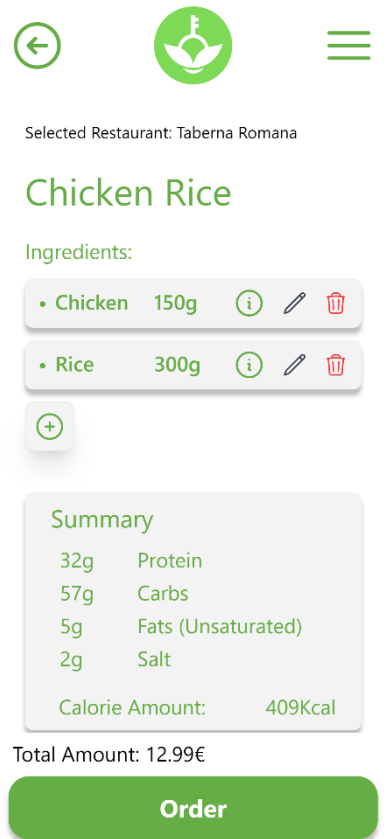 Selected Restaurant: Taberna Romana
Chicken Rice
Ingredients:
• Chicken 150g
• Rice 300g
Summary
32g Protein
57g Carbs
5g Fats (Unsaturated)
2g Salt
Calorie Amount: 409Kcal
Total Amount: 12.99€
Order